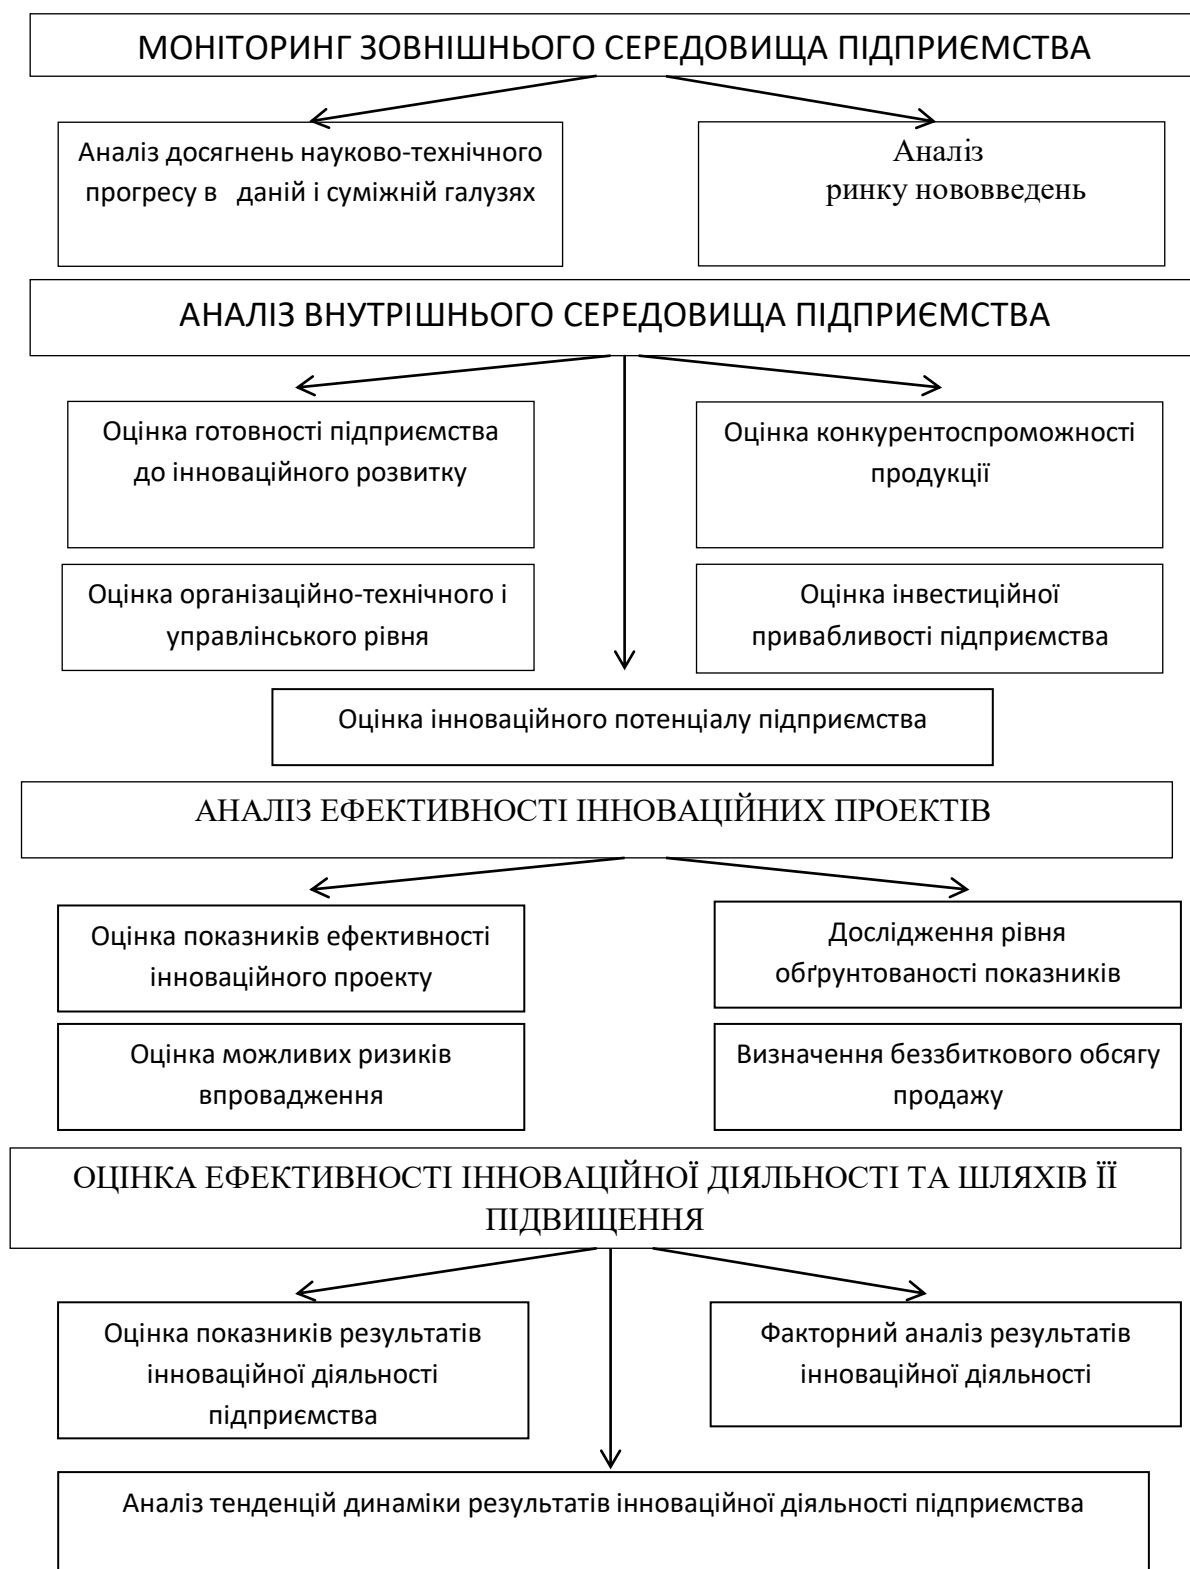 МОНІТОРИНГ ЗОВНІШНЬОГО СЕРЕДОВИЩА ПІДПРИЄМСТВА
Аналіз досягнень науково-технічного
прогресу в даній і суміжній галузях
Аналіз
ринку нововведень
АНАЛІЗ ВНУТРІШНЬОГО СЕРЕДОВИЩА ПІДПРИЄМСТВА
Оцінка готовності підприємства
до інноваційного розвитку
Оцінка конкурентоспроможності
продукції
Оцінка організаційно-технічного і
управлінського рівня
Оцінка інвестиційної
привабливості підприємства
Оцінка інноваційного потенціалу підприємства
АНАЛІЗ ЕФЕКТИВНОСТІ ІННОВАЦІЙНИХ ПРОЕКТІВ
Оцінка показників ефективності
інноваційного проекту
Дослідження рівня
обґрунтованості показників
Оцінка можливих ризиків
впровадження
Визначення беззбиткового обсягу
продажу
ОЦІНКА ЕФЕКТИВНОСТІ ІННОВАЦІЙНОЇ ДІЯЛЬНОСТІ ТА ШЛЯХІВ ЇЇ
ПІДВИЩЕННЯ
Оцінка показників результатів
інноваційної діяльності
підприємства
Факторний аналіз результатів
інноваційної діяльності
Аналіз тенденцій динаміки результатів інноваційної діяльності підприємства